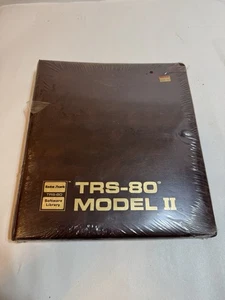 Radio Shack
TRS-80
Software
Library
TRS-80®
MODEL II